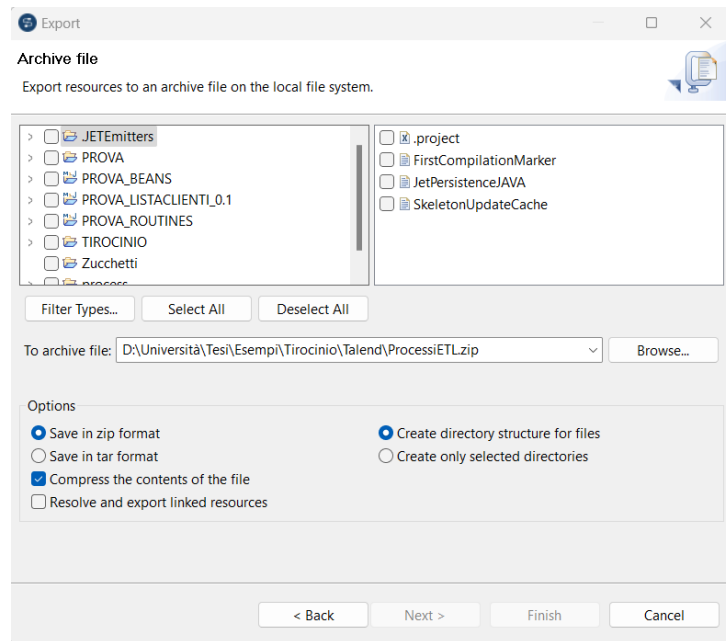 Export
Archive file
Export resources to an archive file on the local file system.
JETEmitters
PROVA
PROVA_BEANS
PROVA_LISTACLIENTI_0.1
PROVA_ROUTINES
TIROCINIO
Zucchetti
process
.project
FirstCompilationMarker
JetPersistenceJAVA
SkeletonUpdateCache
Filter Types... Select All Deselect All
To archive file: D:\Università\Tesi\Esempi\Tirocinio\Talend\ProcessiETL.zip Browse...
Options
Save in zip format
Save in tar format
Compress the contents of the file
Resolve and export linked resources
Create directory structure for files
Create only selected directories
< Back Next > Finish Cancel